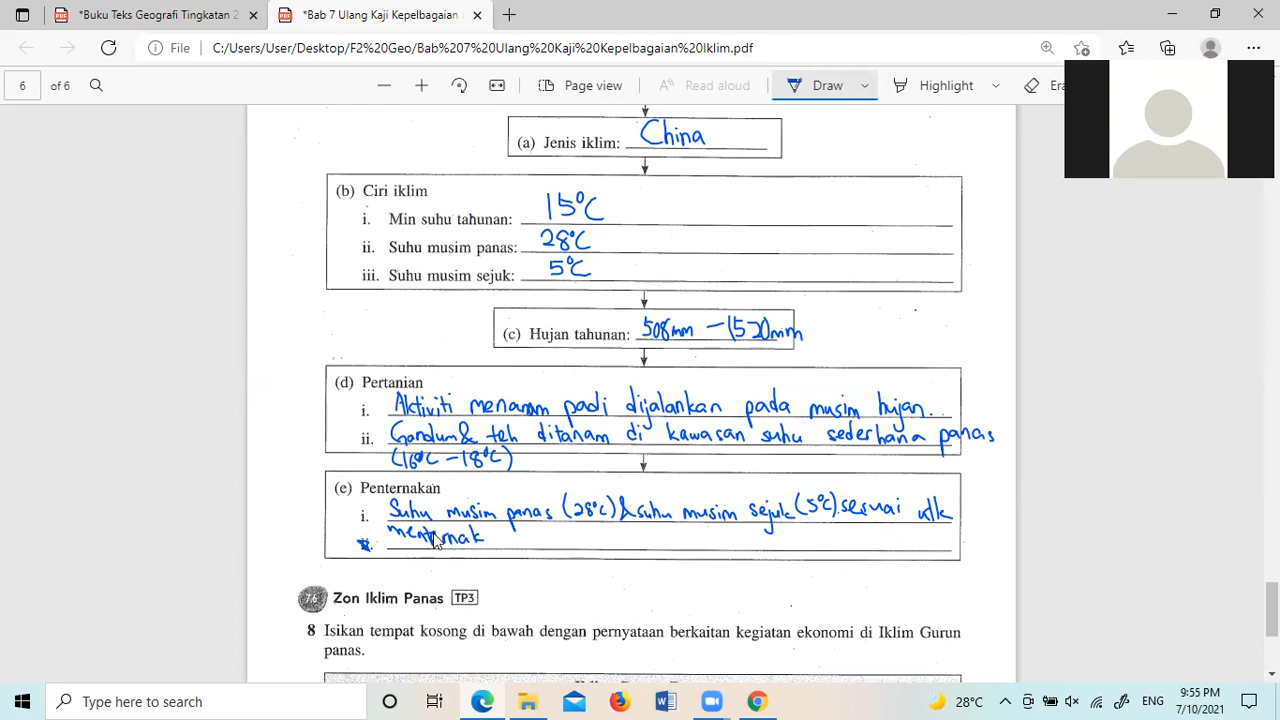 *Buku Teks Geografi Tingkatan 2
*Bab 7 Ulang Kaji Kepelbagaian Iklim
File
C:/Users/User/Desktop/F2%20Geo/Bab%207%20Ulang%20Kaji%20Kepelbagaian%20Iklim.pdf
6 of 6
Page view
Read aloud
Draw
Highlight
Era
(a) Jenis iklim: China
(b) Ciri iklim
i. Min suhu tahunan: 15°C
ii. Suhu musim panas: 28°C
iii. Suhu musim sejuk: 5°C
(c) Hujan tahunan: 508mm - 1520mm
(d) Pertanian
i. Aktiviti menanam padi dijalankan pada musim hujan.
ii. Gandum & teh ditanam di kawasan suhu sederhana panas
(16°C - 18°C)
(e) Penternakan
i. Suhu musim panas (28°C) & suhu musim sejuk (5°C) sesuai utk
menternak
7.6 Zon Iklim Panas TP3
8 Isikan tempat kosong di bawah dengan pernyataan berkaitan kegiatan ekonomi di Iklim Gurun
panas.
Type here to search
28°C
ENG
9:55 PM
7/10/2021